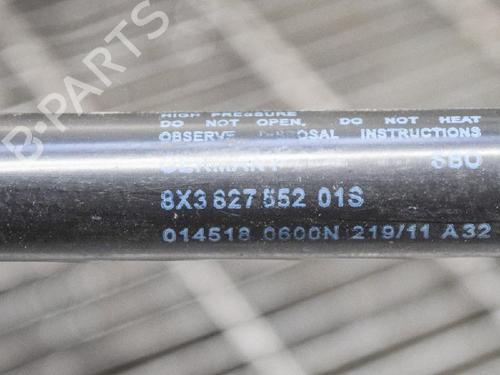 B-PARTS
HIGH PRESSURE
DO NOT OPEN. DO NOT HEAT
OBSERVE DISPOSAL INSTRUCTIONS
GERMANY
8X3 827 552 01S
014518 0600N 219/11 A32